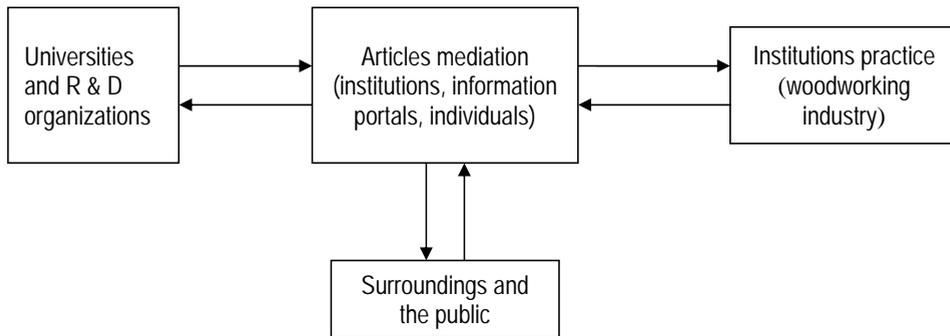 Universities
and R & D
organizations
Articles mediation
(institutions, information
portals, individuals)
Institutions practice
(woodworking
industry)
Surroundings and
the public